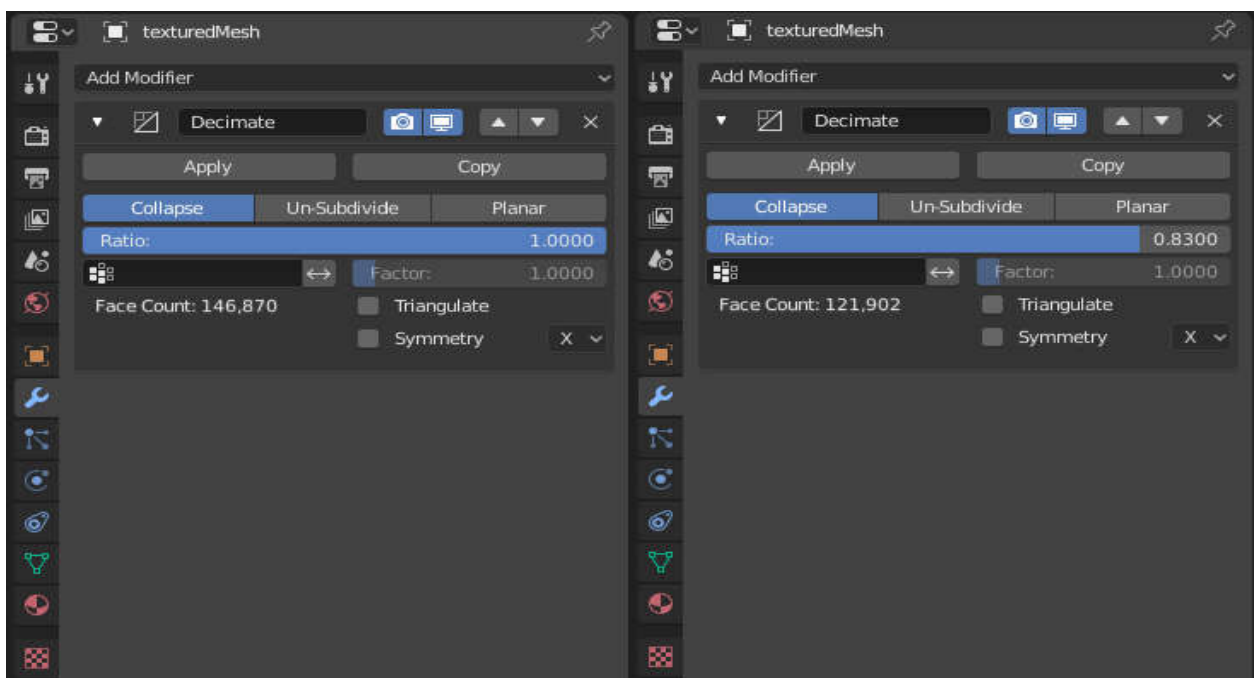 texturedMesh
Add Modifier
Decimate
Apply Copy
Collapse Un-Subdivide Planar
Ratio: 1.0000
Factor: 1.0000
Face Count: 146,870 Triangulate
Symmetry X
texturedMesh
Add Modifier
Decimate
Apply Copy
Collapse Un-Subdivide Planar
Ratio: 0.8300
Factor: 1.0000
Face Count: 121,902 Triangulate
Symmetry X